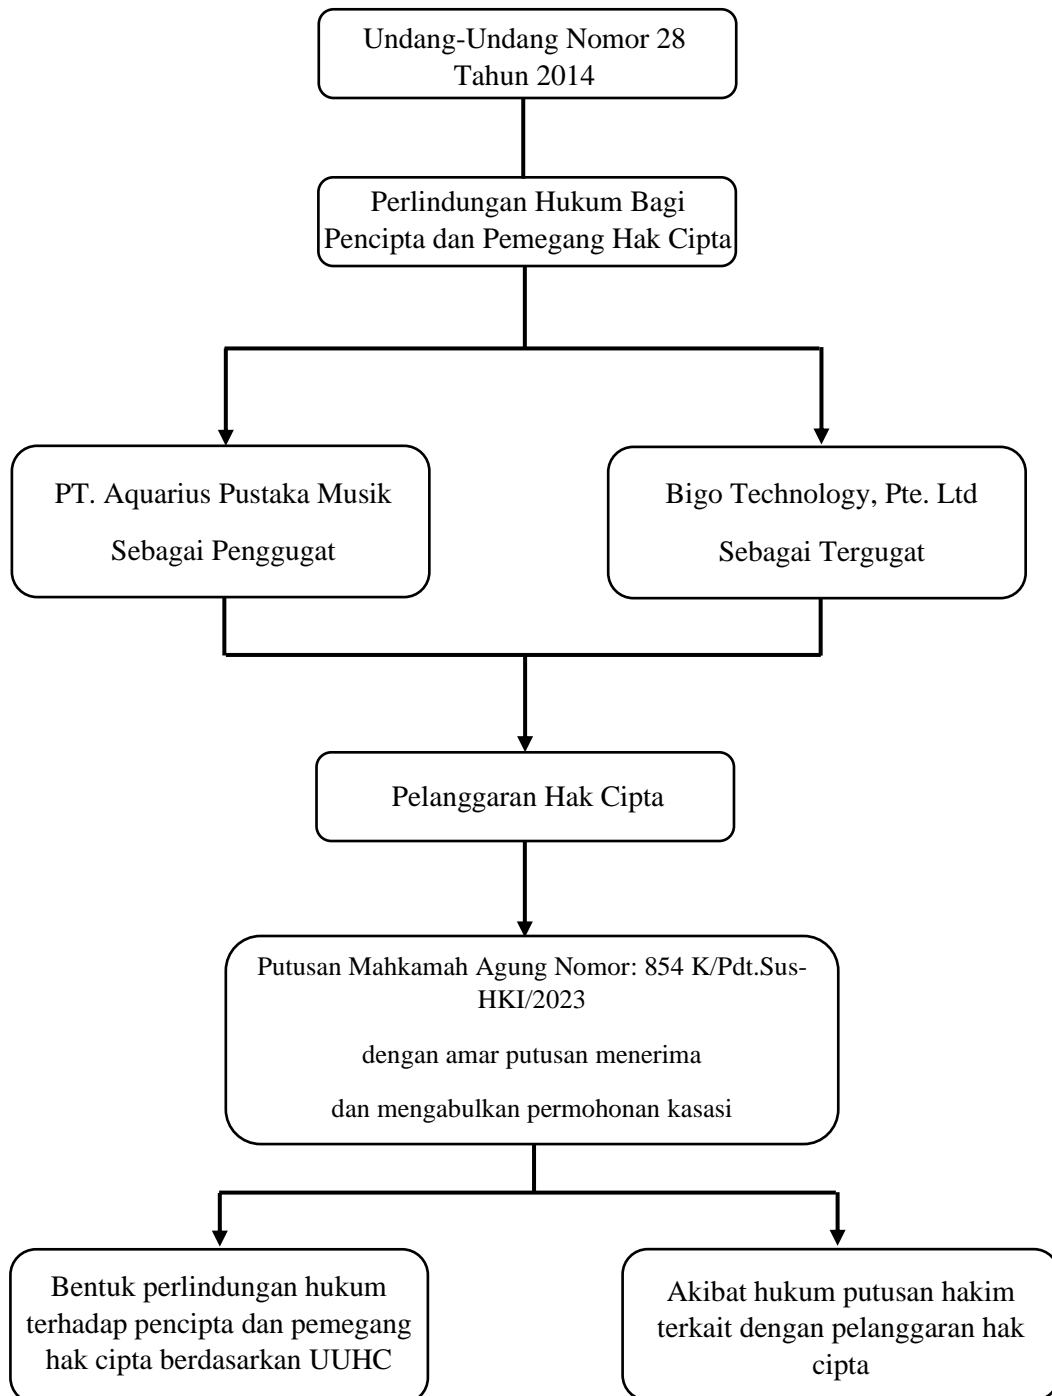 Undang-Undang Nomor 28
Tahun 2014
Perlindungan Hukum Bagi
Pencipta dan Pemegang Hak Cipta
PT. Aquarius Pustaka Musik
Sebagai Penggugat
Bigo Technology, Pte. Ltd
Sebagai Tergugat
Pelanggaran Hak Cipta
Putusan Mahkamah Agung Nomor: 854 K/Pdt.Sus-
HKI/2023
dengan amar putusan menerima
dan mengabulkan permohonan kasasi
Bentuk perlindungan hukum
terhadap pencipta dan pemegang
hak cipta berdasarkan UUHC
Akibat hukum putusan hakim
terkait dengan pelanggaran hak
cipta